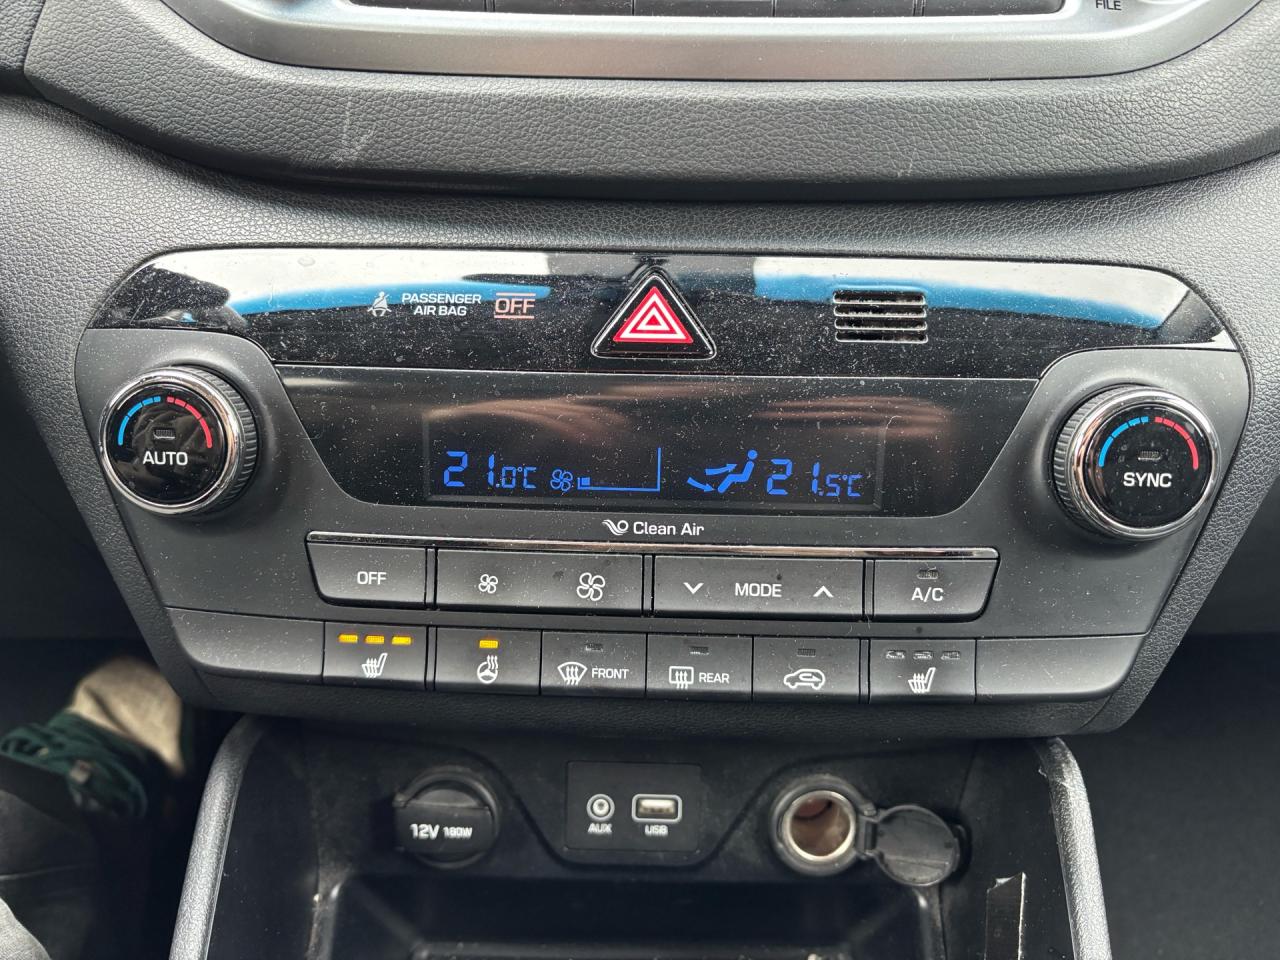 FILE
PASSENGER
AIR BAG
OFF
AUTO
21.0°C
21.5°C
SYNC
Clean Air
OFF
MODE
A/C
FRONT
REAR
12V 180W
AUX
USB